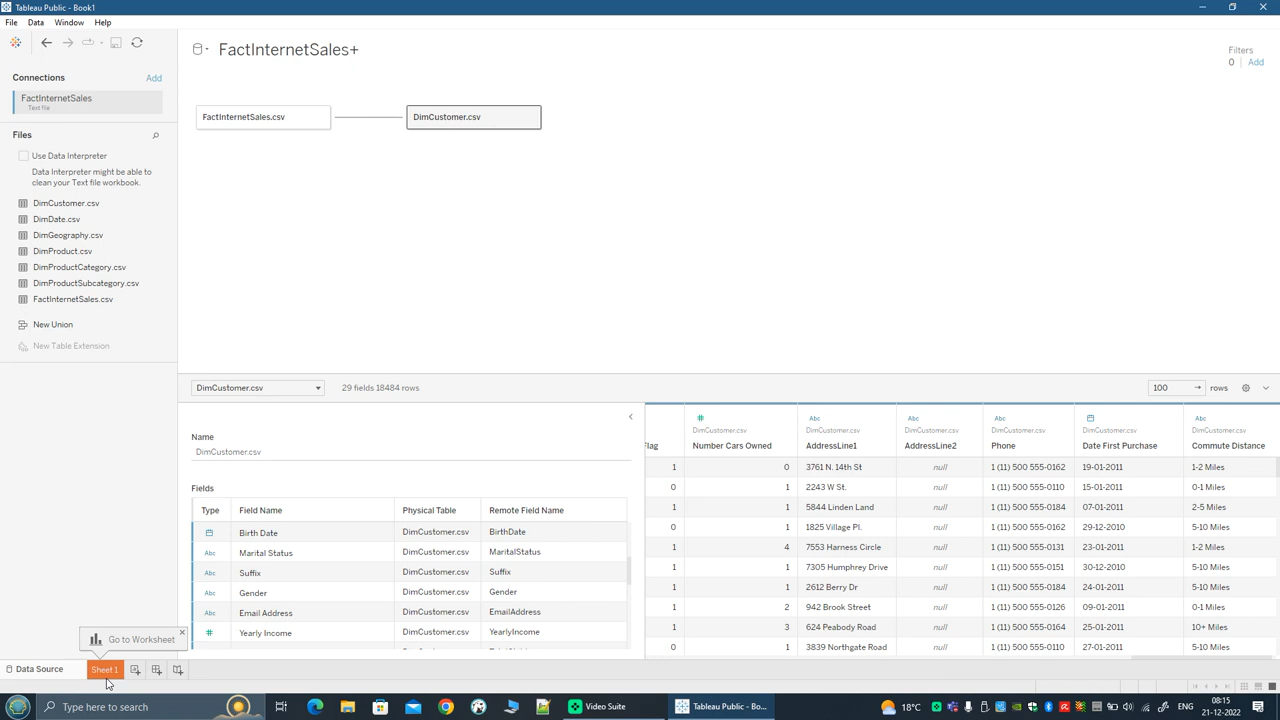 Tableau Public - Book1
File Data Window Help
Connections Add
FactInternetSales
Text file
Files
Use Data Interpreter
Data Interpreter might be able to
clean your Text file workbook.
DimCustomer.csv
DimDate.csv
DimGeography.csv
DimProduct.csv
DimProductCategory.csv
DimProductSubcategory.csv
FactInternetSales.csv
New Union
New Table Extension
FactInternetSales+
Filters
0 Add
FactInternetSales.csv DimCustomer.csv
DimCustomer.csv 29 fields 18484 rows 100 rows
Name
DimCustomer.csv
Fields
Type Field Name Physical Table Remote Field Name
Birth Date DimCustomer.csv BirthDate
Abc Marital Status DimCustomer.csv MaritalStatus
Abc Suffix DimCustomer.csv Suffix
Abc Gender DimCustomer.csv Gender
Abc Email Address DimCustomer.csv EmailAddress
# Yearly Income DimCustomer.csv YearlyIncome
# Abc Abc Abc Abc
DimCustomer.csv DimCustomer.csv DimCustomer.csv DimCustomer.csv DimCustomer.csv DimCustomer.csv
Flag Number Cars Owned AddressLine1 AddressLine2 Phone Date First Purchase Commute Distance
1 0 3761 N. 14th St null 1 (11) 500 555-0162 19-01-2011 1-2 Miles
0 1 2243 W St. null 1 (11) 500 555-0110 15-01-2011 0-1 Miles
1 1 5844 Linden Land null 1 (11) 500 555-0184 07-01-2011 2-5 Miles
0 1 1825 Village Pl. null 1 (11) 500 555-0162 29-12-2010 5-10 Miles
1 4 7553 Harness Circle null 1 (11) 500 555-0131 23-01-2011 1-2 Miles
1 1 7305 Humphrey Drive null 1 (11) 500 555-0151 30-12-2010 5-10 Miles
1 1 2612 Berry Dr null 1 (11) 500 555-0184 24-01-2011 5-10 Miles
1 2 942 Brook Street null 1 (11) 500 555-0126 09-01-2011 0-1 Miles
1 3 624 Peabody Road null 1 (11) 500 555-0164 25-01-2011 10+ Miles
0 1 3839 Northgate Road null 1 (11) 500 555-0110 27-01-2011 5-10 Miles
Go to Worksheet
Data Source Sheet 1
Type here to search Video Suite Tableau Public - Boo... 18°C ENG 08:15
21-12-2022